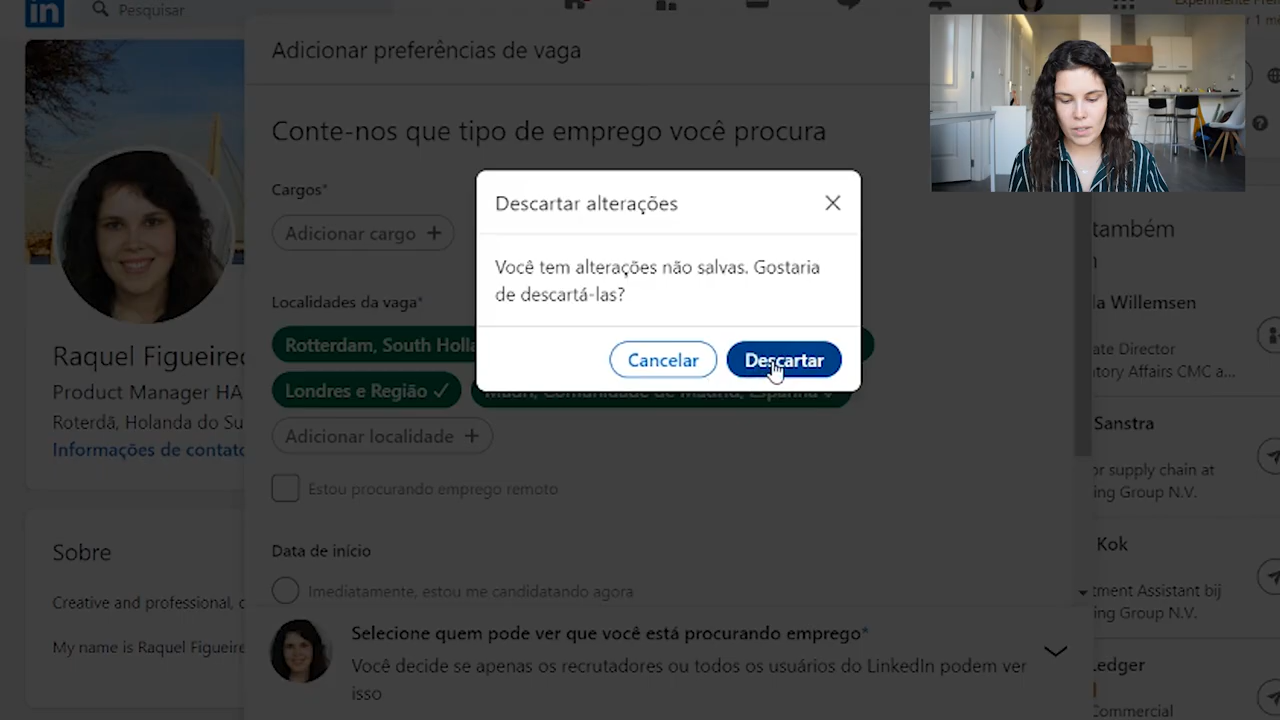 in
Pesquisar
Adicionar preferências de vaga
Conte-nos que tipo de emprego você procura
Cargos*
Adicionar cargo +
Localidades da vaga*
Rotterdam, South Holla
Londres e Região ✓
Adicionar localidade +
Estou procurando emprego remoto
Data de início
Imediatamente, estou me candidatando agora
Selecione quem pode ver que você está procurando emprego*
Você decide se apenas os recrutadores ou todos os usuários do LinkedIn podem ver
isso
Descartar alterações
Você tem alterações não salvas. Gostaria
de descartá-las?
Cancelar
Descartar
Raquel Figueired
Product Manager HA
Roterdã, Holanda do Su
Informações de contato
Sobre
Creative and professional, c
My name is Raquel Figueire
também
la Willemsen
ate Director
tory Affairs CMC a...
Sanstra
or supply chain at
ing Group N.V.
Kok
tment Assistant bij
ing Group N.V.
Ledger
Commercial